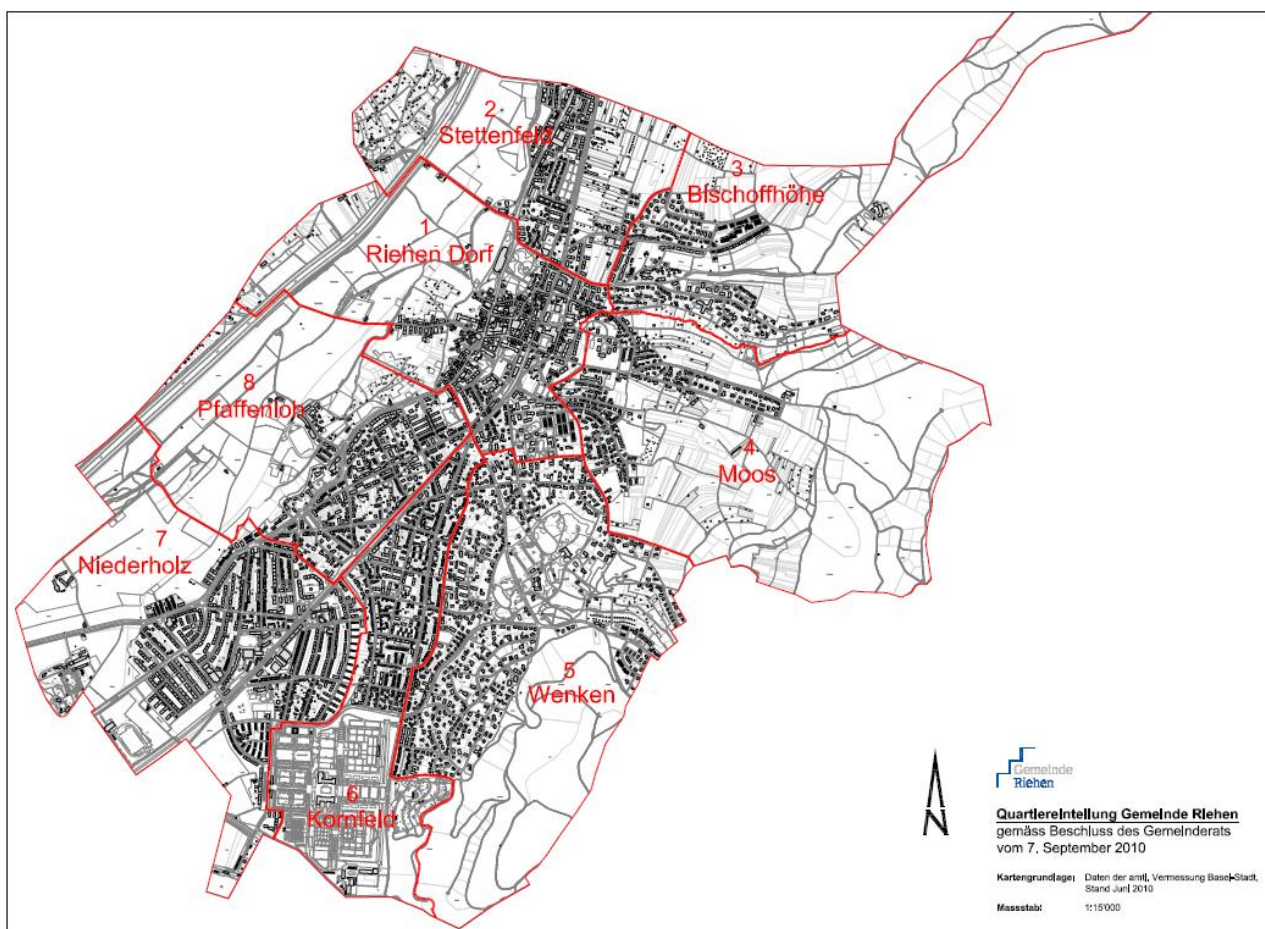 2
Stettenfeld
3
Bischoffhöhe
1
Riehen Dorf
8
Pfaffenloh
4
Moos
7
Niederholz
5
Wenken
6
Kornfeld
N
Gemeinde
Riehen
Quartiereinteilung Gemeinde Riehen
gemäss Beschluss des Gemeinderats
vom 7. September 2010
Kartengrundlage: Daten der amtl. Vermessung Basel-Stadt,
Stand Juni 2010
Massstab: 1:15'000